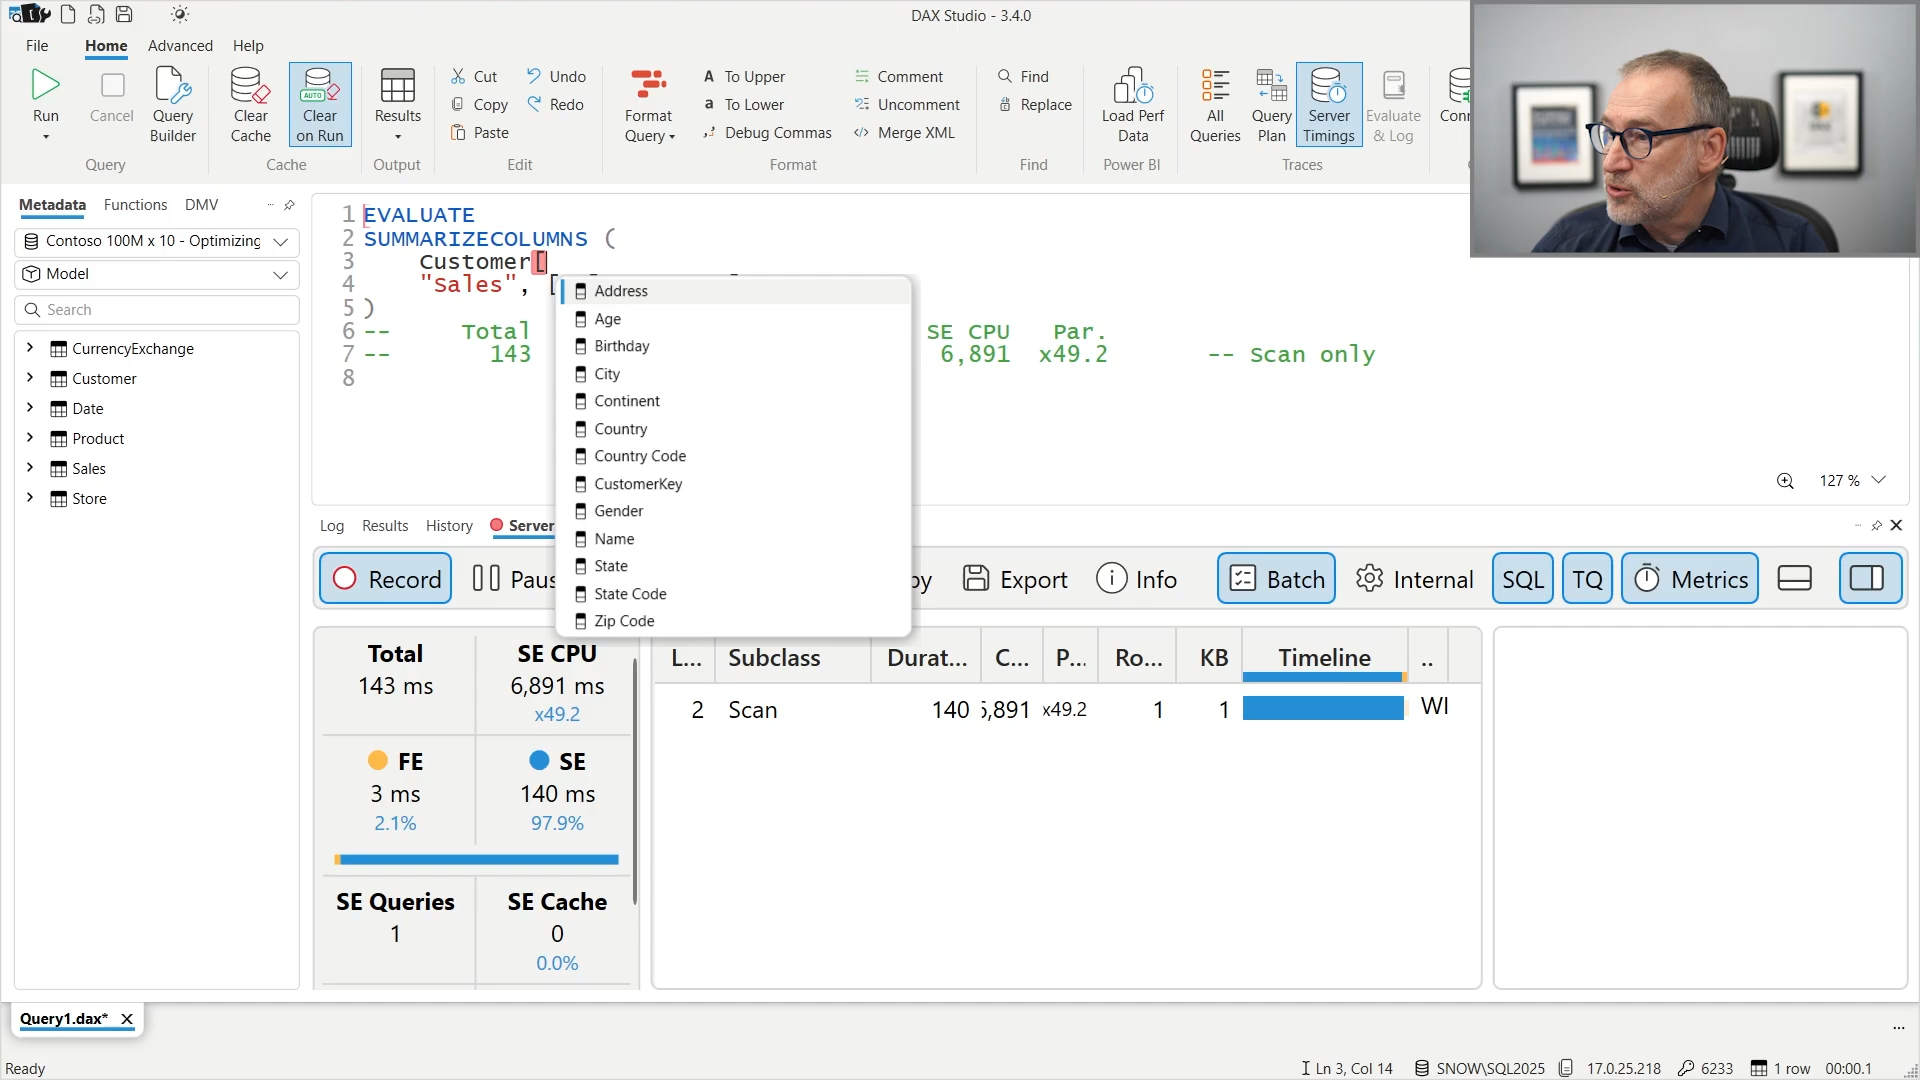 DAX Studio - 3.4.0
File Home Advanced Help
Run
Cancel
Query Builder
Query
Clear Cache
Clear on Run
AUTO
Cache
Results
Output
Cut
Copy
Paste
Undo
Redo
Edit
Format Query
A To Upper
a To Lower
Debug Commas
Comment
Uncomment
Merge XML
Format
Find
Replace
Find
Load Perf Data
Power BI
All Queries
Query Plan
Server Timings
Evaluate & Log
Traces
Metadata Functions DMV
Contoso 100M x 10 - Optimizing
Model
Search
CurrencyExchange
Customer
Date
Product
Sales
Store
1 EVALUATE
2 SUMMARIZECOLUMNS (
3 Customer[
4 "Sales", [
5 )
6 -- Total SE CPU Par.
7 -- 143 6,891 x49.2 -- Scan only
8
Address
Age
Birthday
City
Continent
Country
Country Code
CustomerKey
Gender
Name
State
State Code
Zip Code
127 %
Log Results History Server
Record
Export
Info
Batch
Internal
SQL
TQ
Metrics
Total
143 ms
SE CPU
6,891 ms
x49.2
FE
3 ms
2.1%
SE
140 ms
97.9%
SE Queries
1
SE Cache
0
0.0%
L... Subclass Durat... C... P... Ro... KB Timeline ..
2 Scan 140 x49.2 1 1 WI
Query1.dax*
Ready
Ln 3, Col 14 SNOW\SQL2025 17.0.25.218 6233 1 row 00:00.1